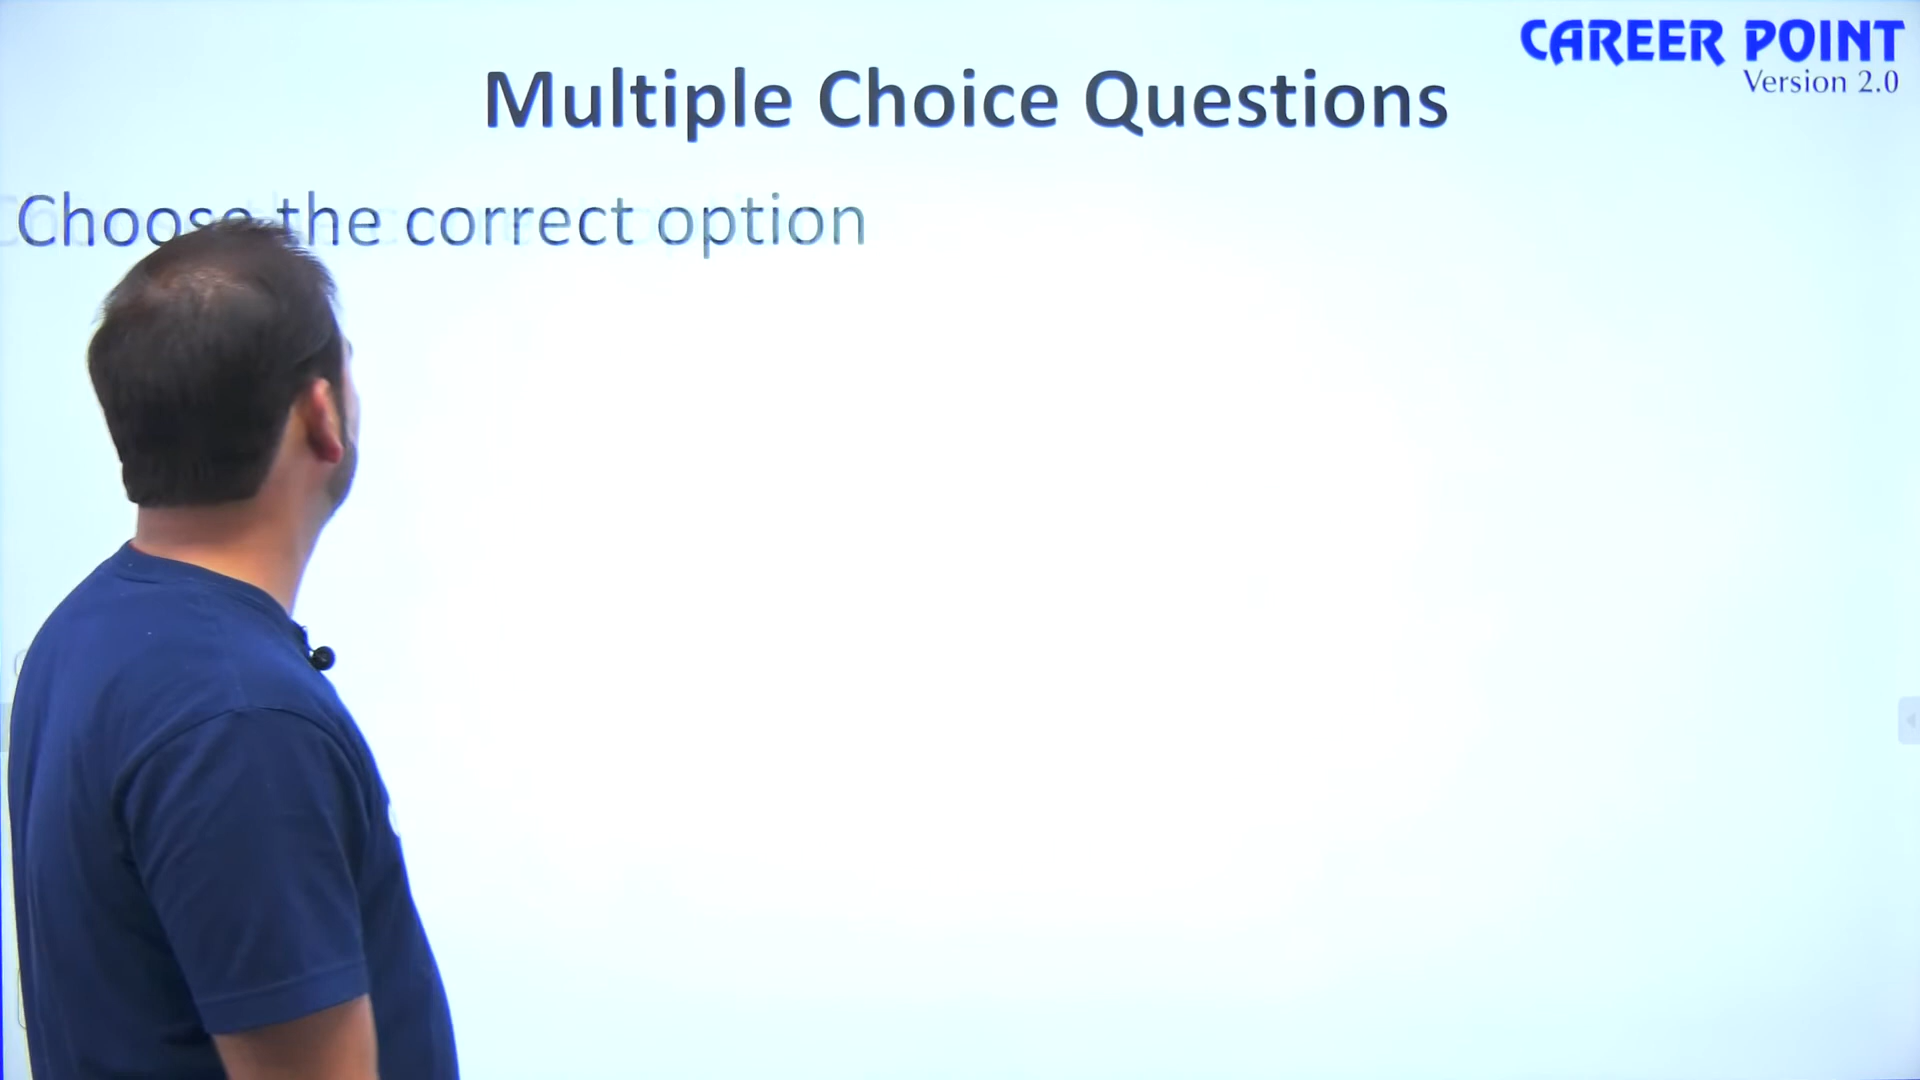 CAREER POINT
Version 2.0
Multiple Choice Questions
Choose the correct option